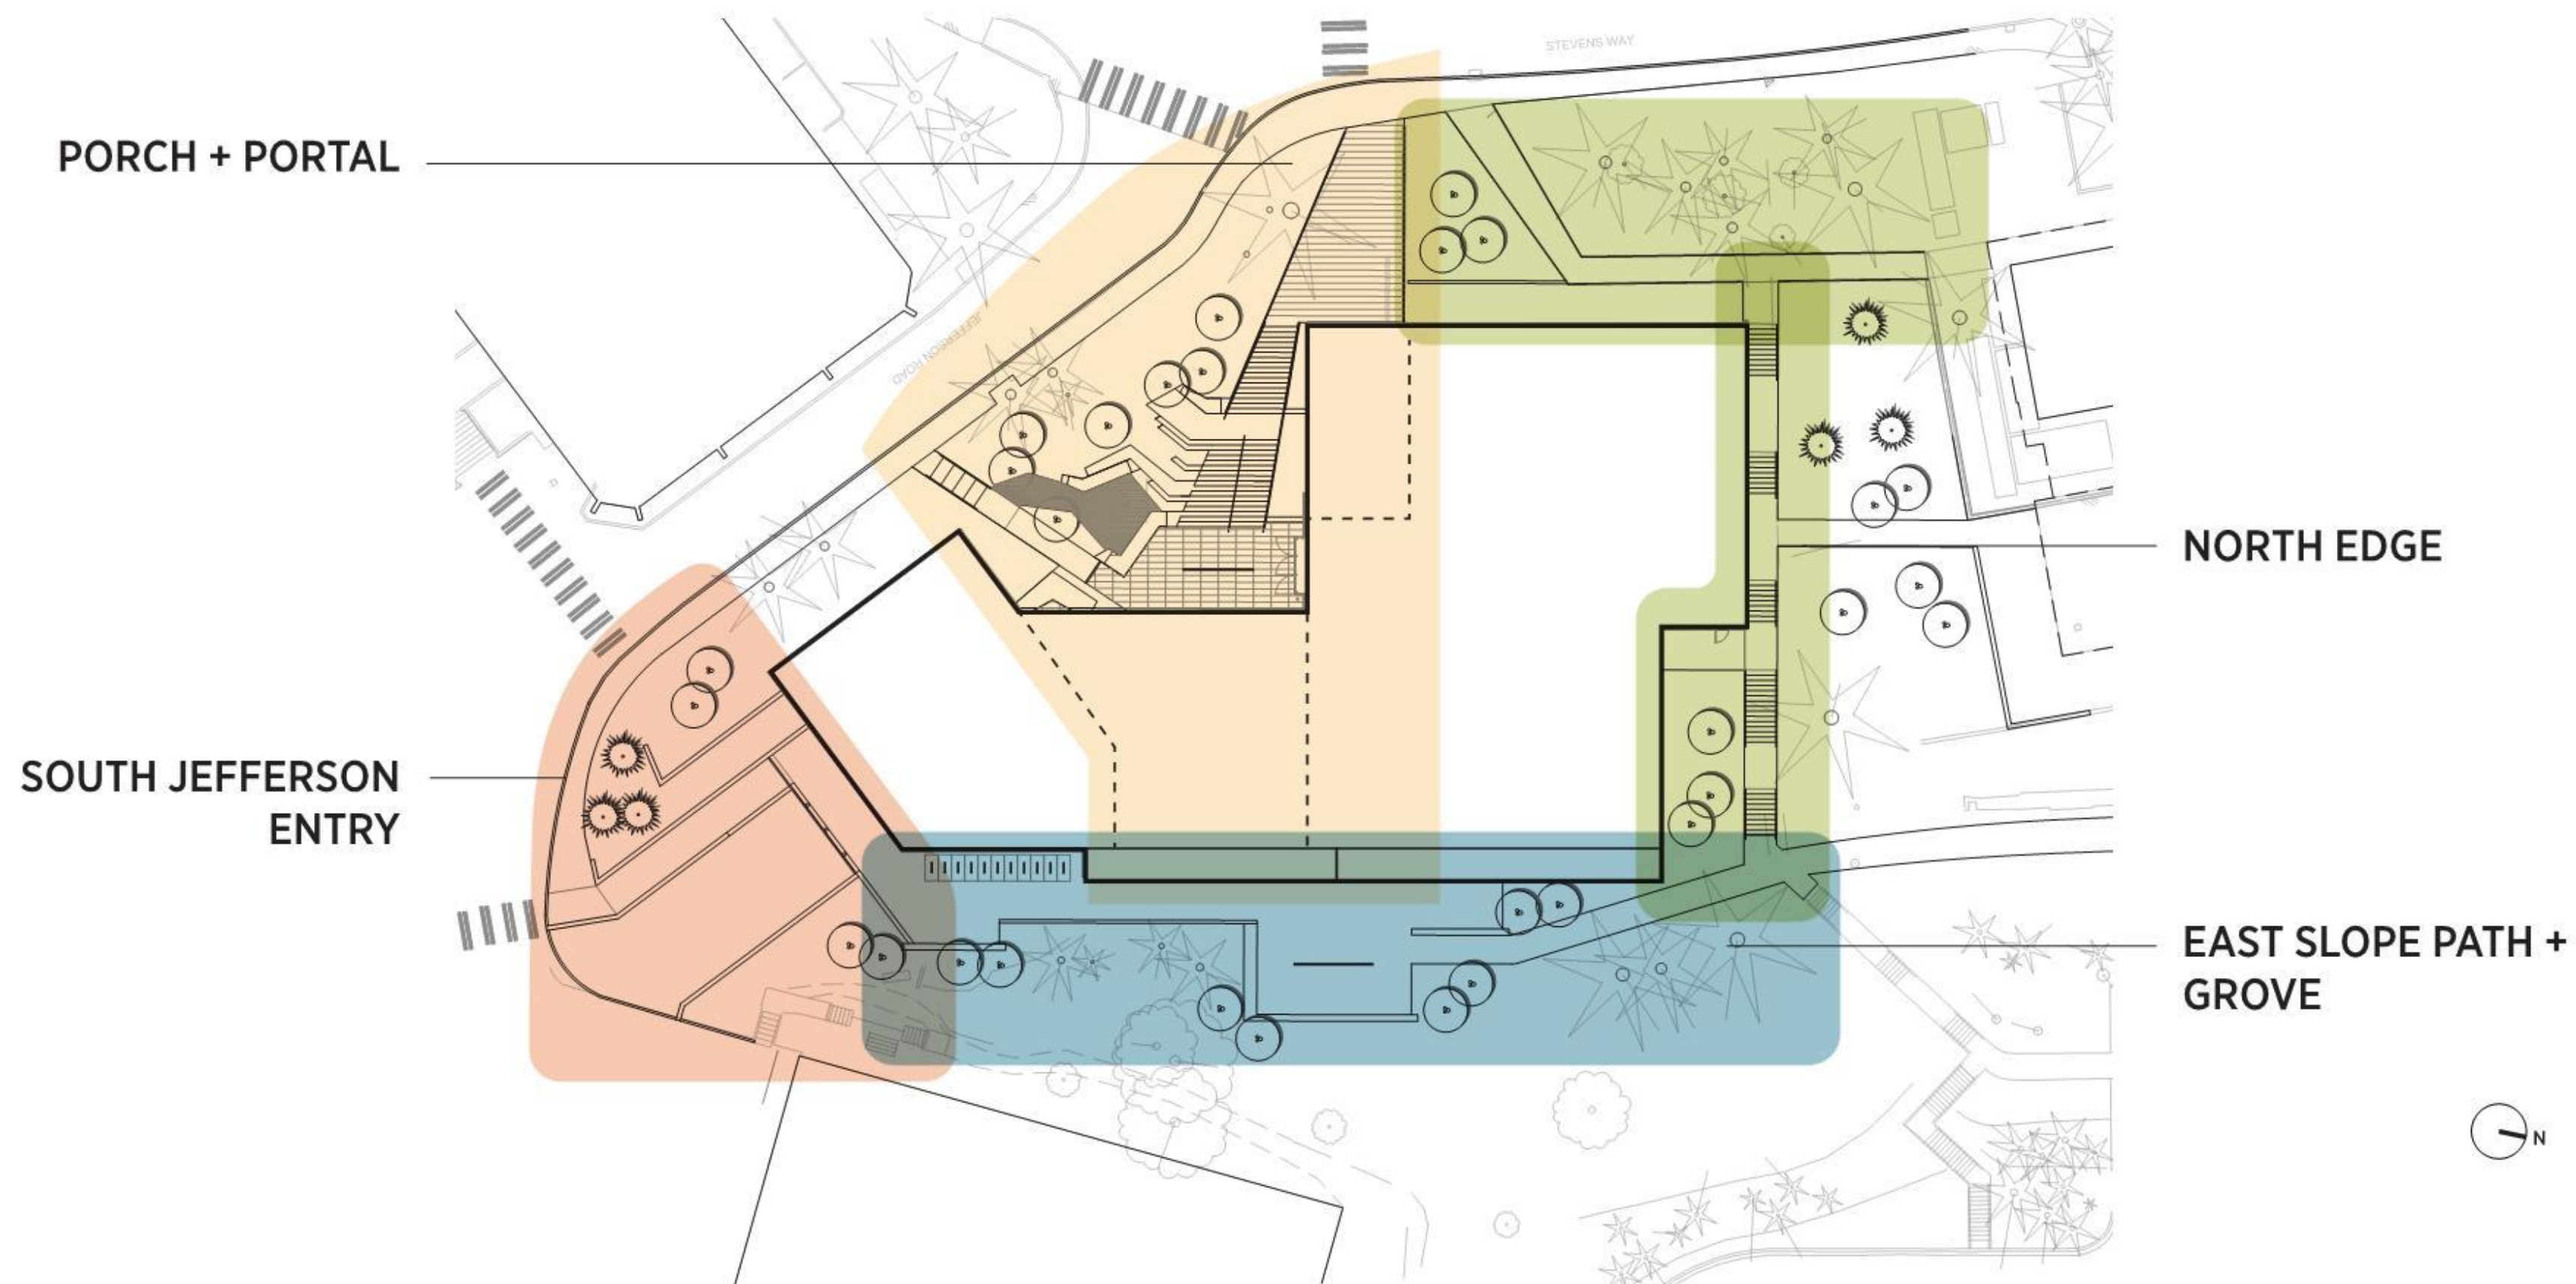 STEVENS WAY
PORCH + PORTAL
JEFFERSON ROAD
NORTH EDGE
SOUTH JEFFERSON
ENTRY
EAST SLOPE PATH +
GROVE
N